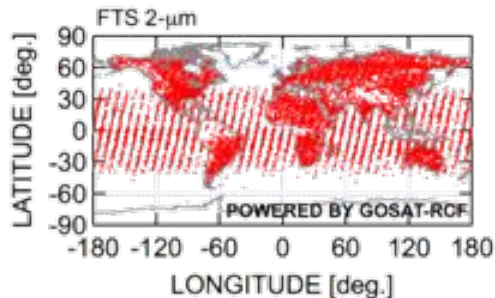 FTS 2-μm
LATITUDE [deg.]
90
60
30
0
-30
-60
-90
POWERED BY GOSAT-RCF
-180 -120 -60 0 60 120 180
LONGITUDE [deg.]